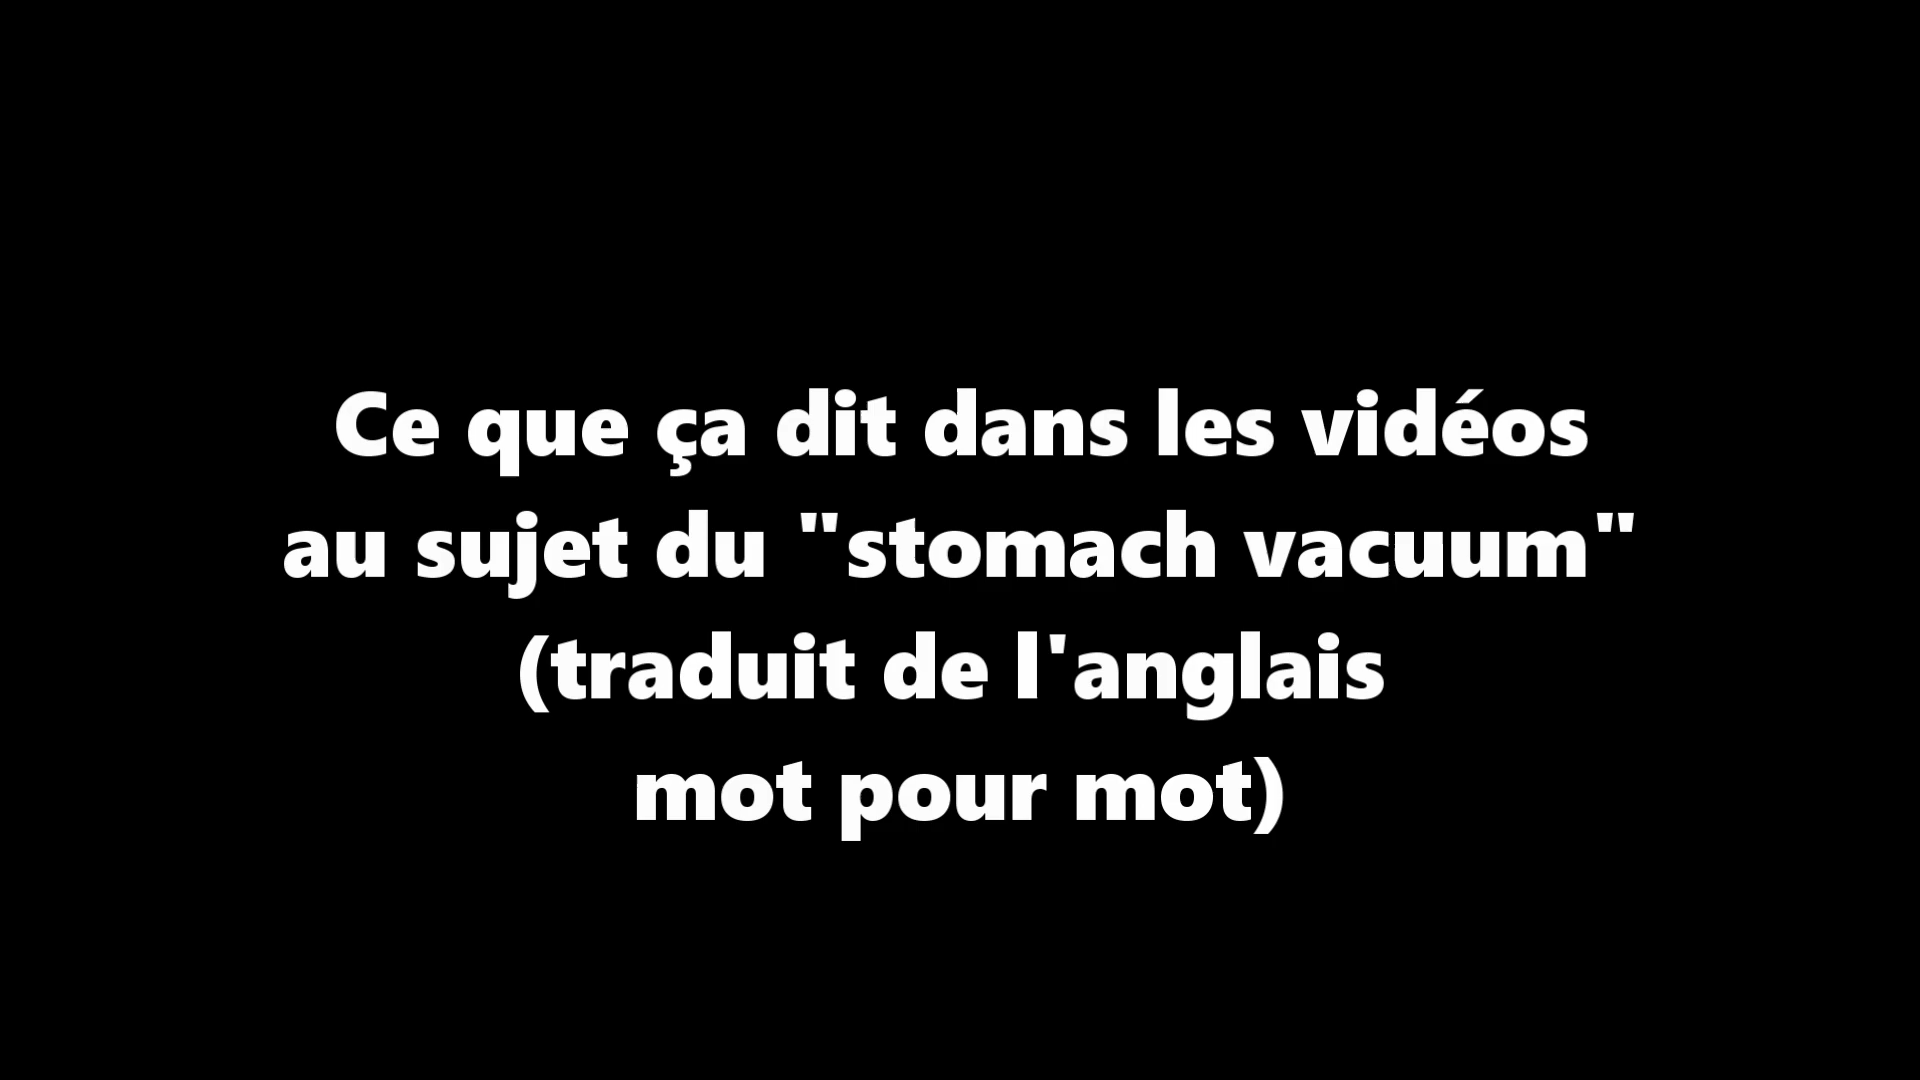 Ce que ça dit dans les vidéos
au sujet du "stomach vacuum"
(traduit de l'anglais
mot pour mot)